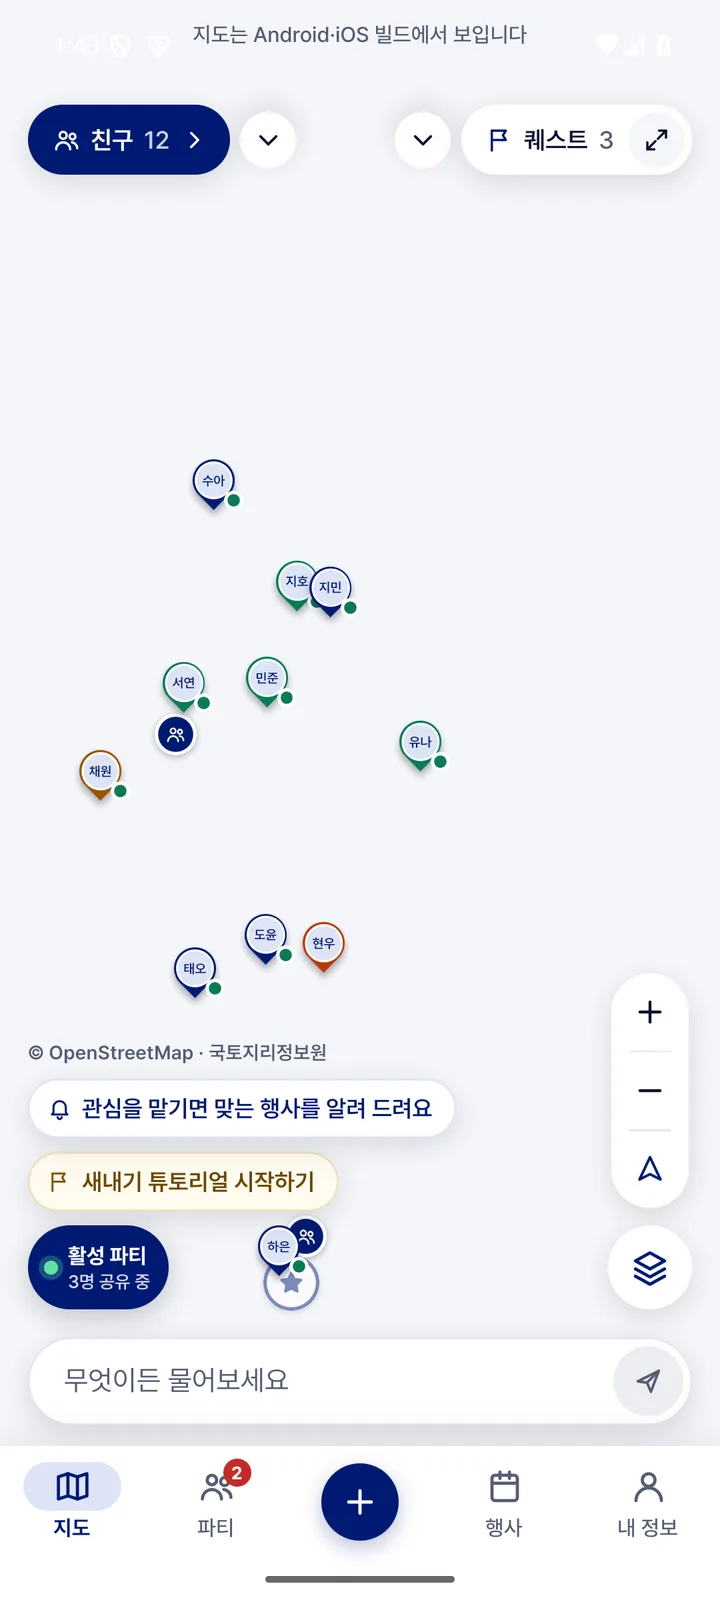 지도는 Android·iOS 빌드에서 보입니다
1:43
친구 12
퀘스트 3
수아
지호
지민
서연
민준
유나
채원
도윤
현우
태오
© OpenStreetMap · 국토지리정보원
관심을 맡기면 맞는 행사를 알려 드려요
새내기 튜토리얼 시작하기
활성 파티
3명 공유 중
하은
무엇이든 물어보세요
2
지도
파티
행사
내 정보